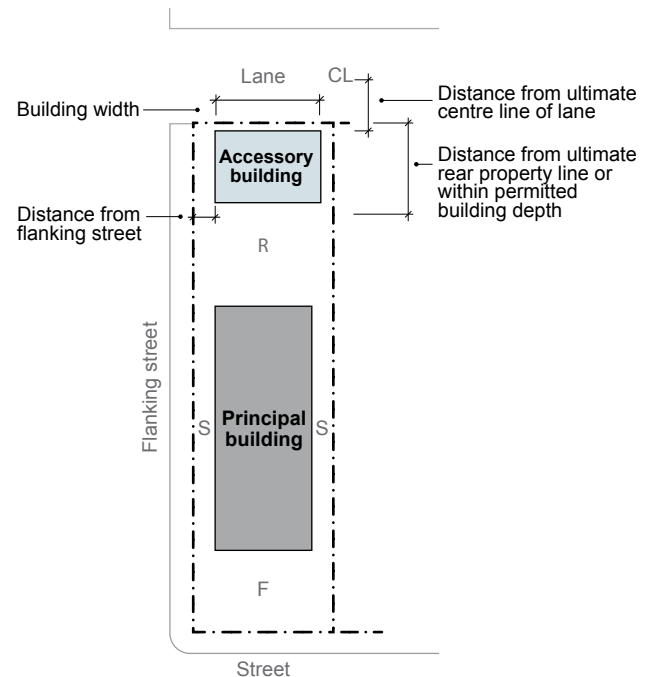 Lane
CL
Building width
Distance from ultimate
centre line of lane
Accessory
building
Distance from ultimate
rear property line or
within permitted
building depth
Distance from
flanking street
R
Flanking street
S
Principal
building
S
F
Street